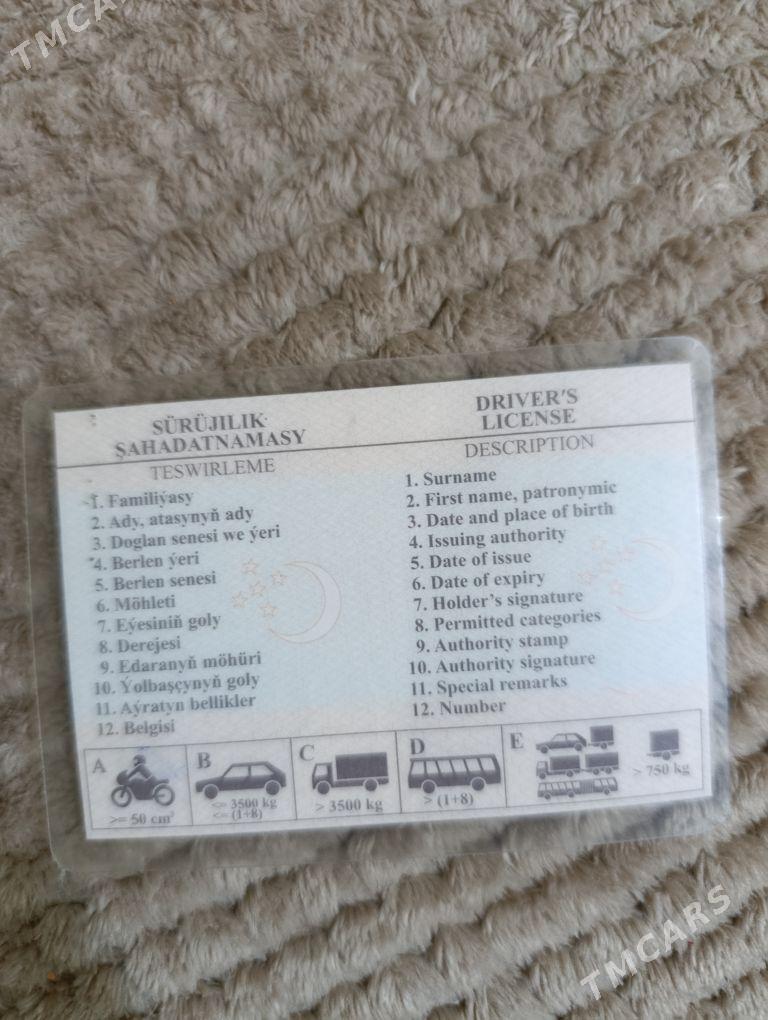 TMCARS
SÜRÜJILIK
ŞAHADATNAMASY
TESWIRLEME
1. Familiýasy
2. Ady, atasynyň ady
3. Doglan senesi we ýeri
4. Berlen ýeri
5. Berlen senesi
6. Möhleti
7. Eýesiniň goly
8. Derejesi
9. Edaranyň möhüri
10. Ýolbaşçynyň goly
11. Aýratyn bellikler
12. Belgisi
DRIVER'S
LICENSE
DESCRIPTION
1. Surname
2. First name, patronymic
3. Date and place of birth
4. Issuing authority
5. Date of issue
6. Date of expiry
7. Holder's signature
8. Permitted categories
9. Authority stamp
10. Authority signature
11. Special remarks
12. Number
A
>= 50 cm³
B
<= 3500 kg
<= (1+8)
C
> 3500 kg
D
> (1+8)
E
> 750 kg
TMCARS